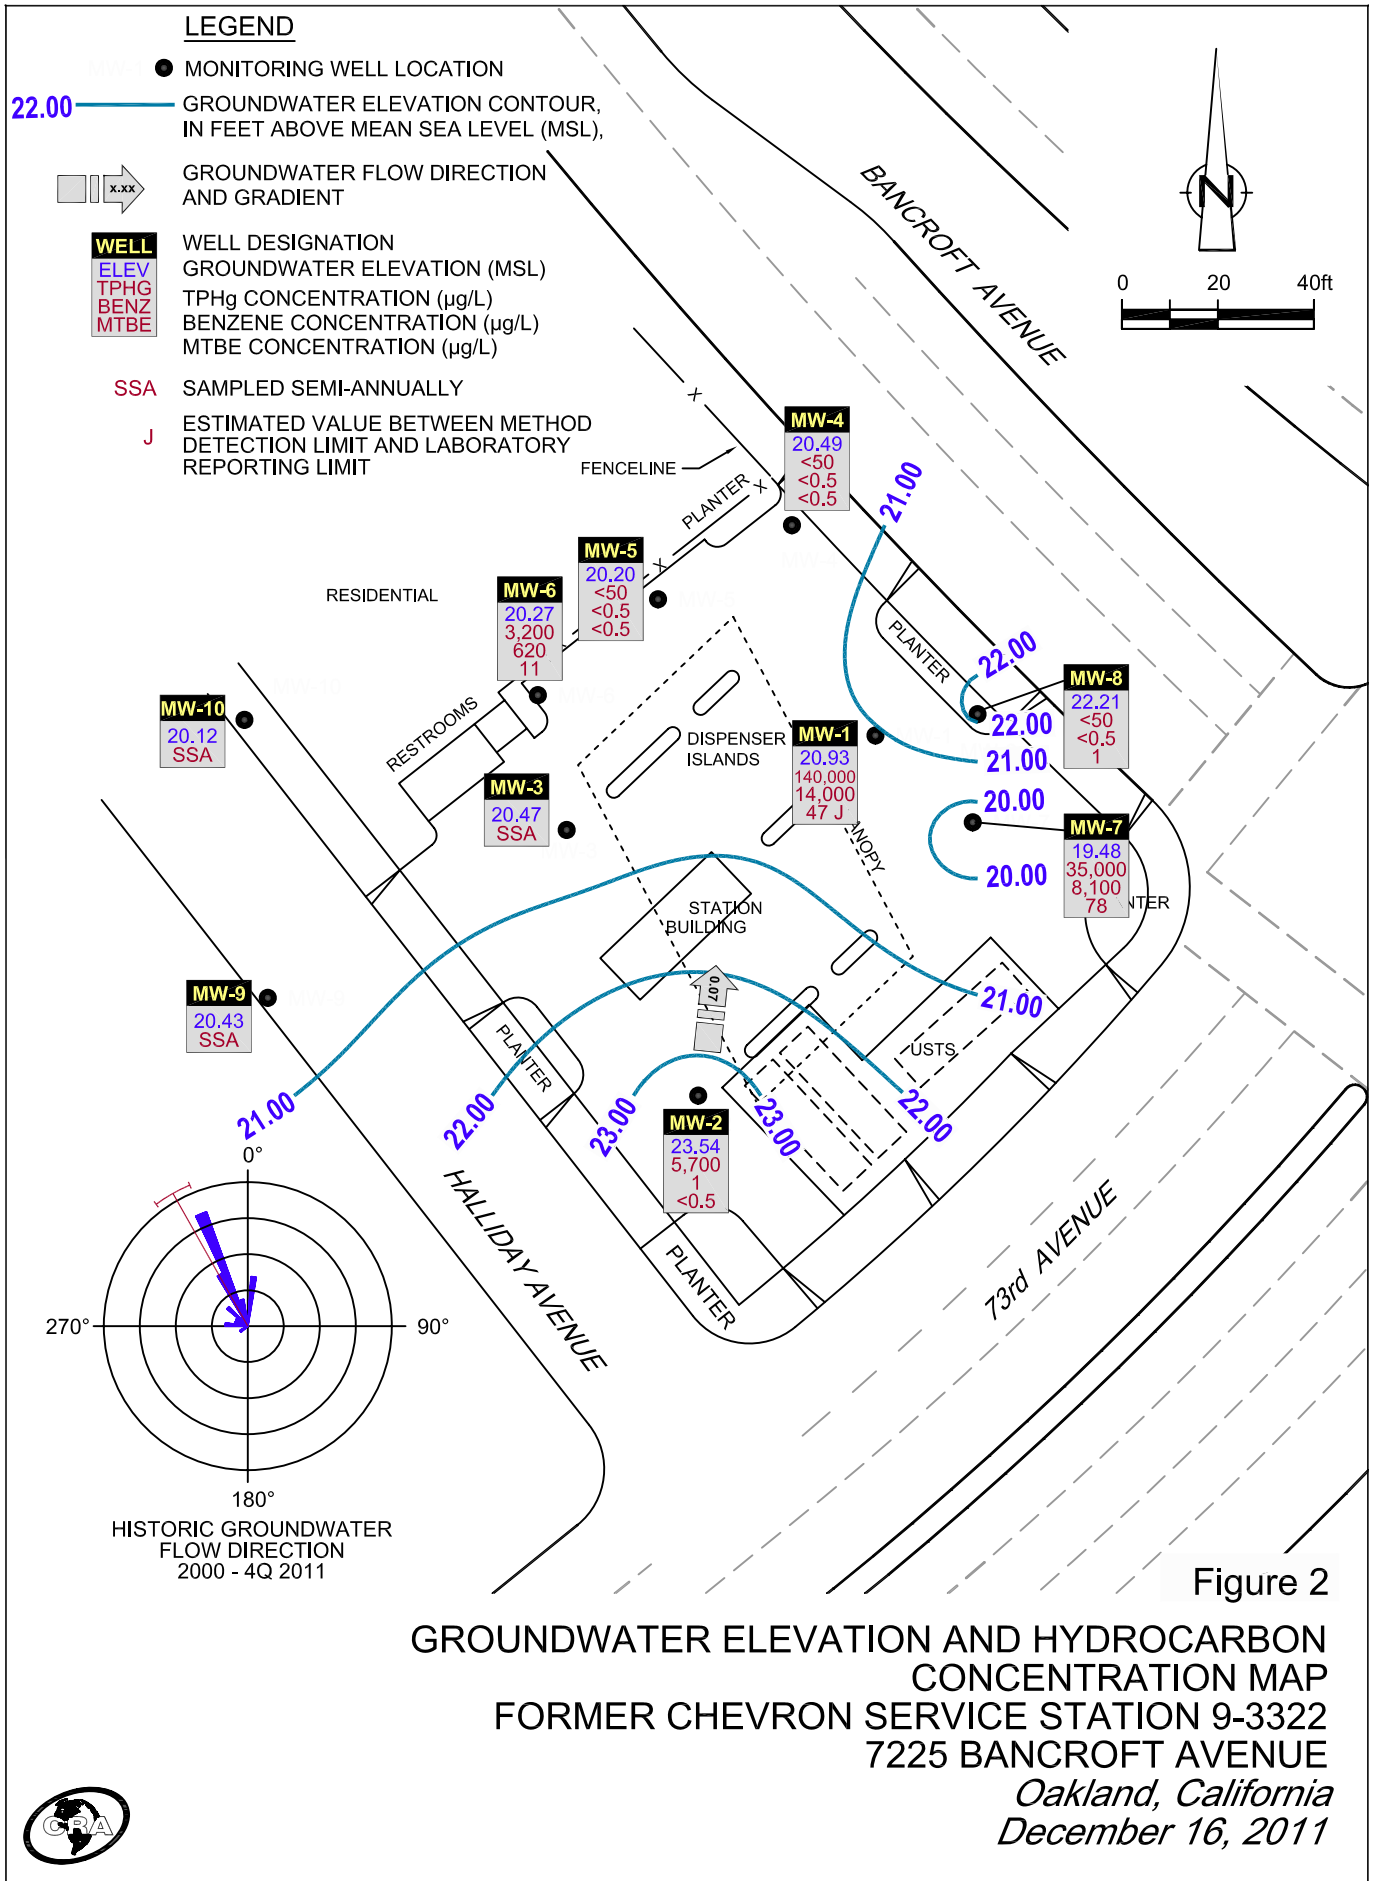 LEGEND
MONITORING WELL LOCATION
22.00
GROUNDWATER ELEVATION CONTOUR,
IN FEET ABOVE MEAN SEA LEVEL (MSL),
x.xx
GROUNDWATER FLOW DIRECTION
AND GRADIENT
WELL
ELEV
TPHG
BENZ
MTBE
WELL DESIGNATION
GROUNDWATER ELEVATION (MSL)
TPHg CONCENTRATION (µg/L)
BENZENE CONCENTRATION (µg/L)
MTBE CONCENTRATION (µg/L)
SSA SAMPLED SEMI-ANNUALLY
J
ESTIMATED VALUE BETWEEN METHOD
DETECTION LIMIT AND LABORATORY
REPORTING LIMIT
N
0 20 40ft
BANCROFT AVENUE
X
FENCELINE
PLANTER
X
X
MW-4
20.49
<50
<0.5
<0.5
21.00
MW-5
20.20
<50
<0.5
<0.5
MW-6
20.27
3,200
620
11
RESIDENTIAL
PLANTER
22.00
MW-8
22.21
<50
<0.5
1
22.00
21.00
MW-10
20.12
SSA
RESTROOMS
DISPENSER
ISLANDS
MW-1
20.93
140,000
14,000
47 J
MW-3
20.47
SSA
20.00
MW-7
19.48
35,000
8,100
78
20.00
ANOPY
NTER
STATION
BUILDING
MW-9
20.43
SSA
0.07
21.00
USTS
PLANTER
21.00
22.00
23.00
23.00
22.00
MW-2
23.54
5,700
1
<0.5
HALLIDAY AVENUE
PLANTER
73rd AVENUE
0°
270°
90°
180°
HISTORIC GROUNDWATER
FLOW DIRECTION
2000 - 4Q 2011
Figure 2
GROUNDWATER ELEVATION AND HYDROCARBON
CONCENTRATION MAP
FORMER CHEVRON SERVICE STATION 9-3322
7225 BANCROFT AVENUE
Oakland, California
December 16, 2011
CRA